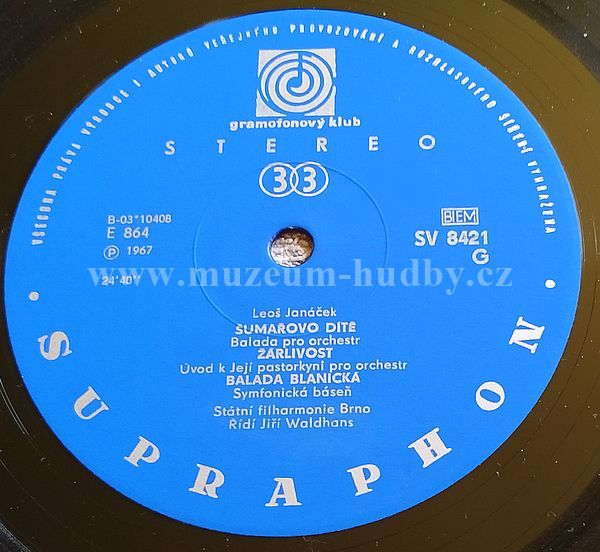 VŠECHNA PRÁVA VÝROBCE I AUTORŮ VEŘEJNÉHO PROVOZOVÁNÍ A ROZHLASOVÉHO ŠÍŘENÍ VYHRAŽENA
gramofonový klub
STEREO
33
B-03*10408
E 864
Ⓟ 1967
24'40"
BIEM
SV 8421
G
www.muzeum-hudby.cz
Leoš Janáček
ŠUMAŘOVO DÍTĚ
Balada pro orchestr
ŽÁRLIVOST
Úvod k Její pastorkyni pro orchestr
BALADA BLANICKÁ
Symfonická báseň
Státní filharmonie Brno
Řídí Jiří Waldhans
• SUPRAPHON •